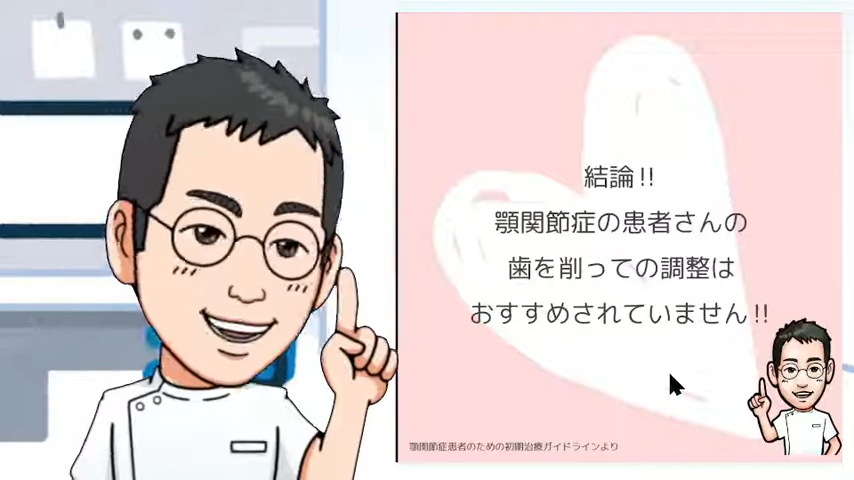 結論!!
顎関節症の患者さんの
歯を削っての調整は
おすすめされていません!!
顎関節症患者のための初期治療ガイドラインより